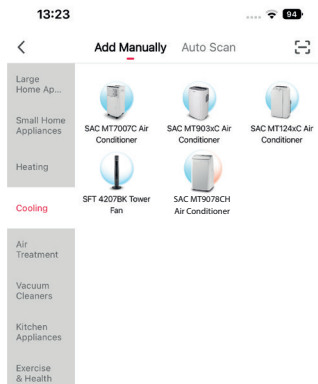 13:23
94
Add Manually Auto Scan
Large
Home Ap...
Small Home
Appliances
Heating
Cooling
Air
Treatment
Vacuum
Cleaners
Kitchen
Appliances
Exercise
& Health
SAC MT7007C Air
Conditioner
SAC MT903xC Air
Conditioner
SAC MT124xC Air
Conditioner
SFT 4207BK Tower
Fan
SAC MT9078CH
Air Conditioner